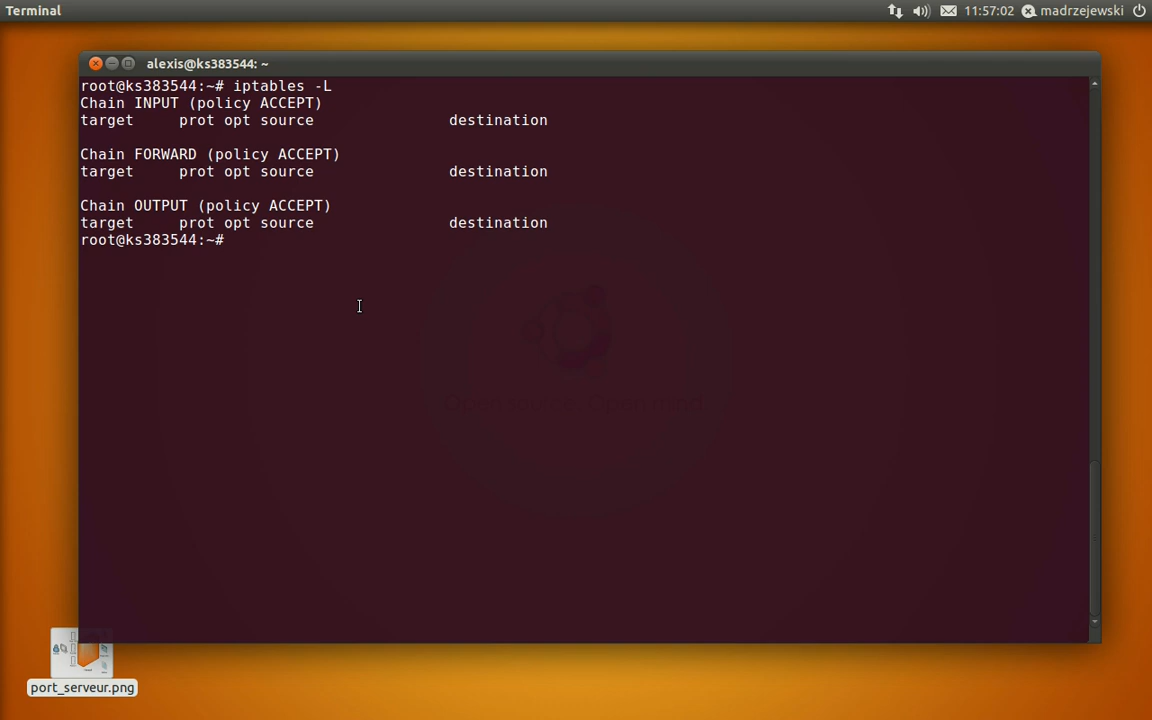 Terminal
11:57:02
madrzejewski
alexis@ks383544: ~
root@ks383544:~# iptables -L
Chain INPUT (policy ACCEPT)
target     prot opt source               destination
Chain FORWARD (policy ACCEPT)
target     prot opt source               destination
Chain OUTPUT (policy ACCEPT)
target     prot opt source               destination
root@ks383544:~#
port_serveur.png